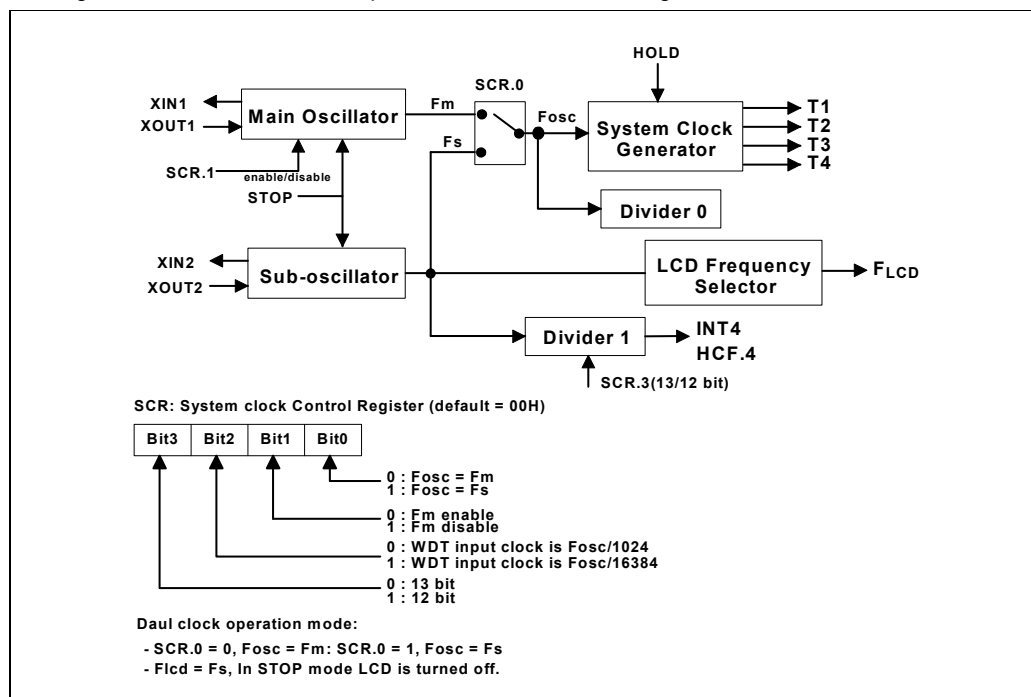 HOLD
SCR.0
XIN1
XOUT1
Main Oscillator
Fm
Fosc
System Clock
Generator
T1
T2
T3
T4
Fs
SCR.1
enable/disable
STOP
Divider 0
XIN2
XOUT2
Sub-oscillator
LCD Frequency
Selector
FLCD
Divider 1
INT4
HCF.4
SCR.3(13/12 bit)
SCR: System clock Control Register (default = 00H)
Bit3 Bit2 Bit1 Bit0
0 : Fosc = Fm
1 : Fosc = Fs
0 : Fm enable
1 : Fm disable
0 : WDT input clock is Fosc/1024
1 : WDT input clock is Fosc/16384
0 : 13 bit
1 : 12 bit
Daul clock operation mode:
- SCR.0 = 0, Fosc = Fm: SCR.0 = 1, Fosc = Fs
- Flcd = Fs, In STOP mode LCD is turned off.